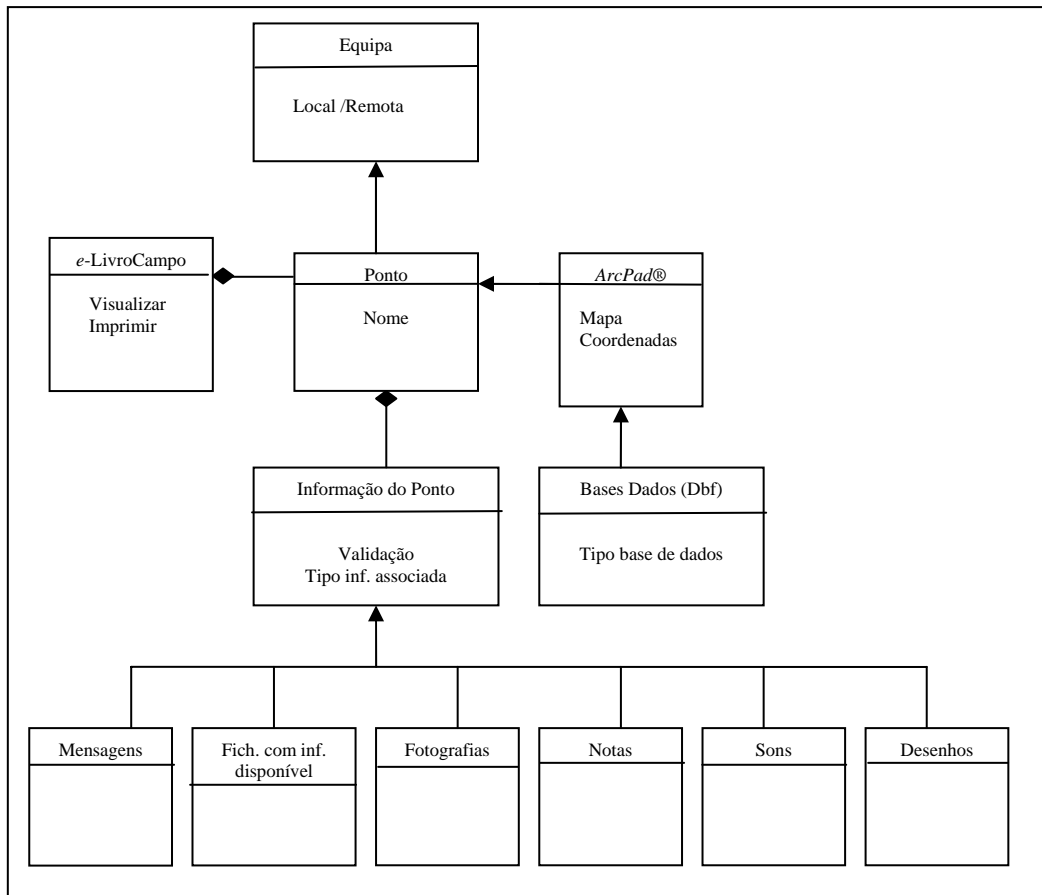 Equipa
Local /Remota
e-LivroCampo
Visualizar
Imprimir
Ponto
Nome
ArcPad®
Mapa
Coordenadas
Informação do Ponto
Validação
Tipo inf. associada
Bases Dados (Dbf)
Tipo base de dados
Mensagens
Fich. com inf.
disponível
Fotografias
Notas
Sons
Desenhos